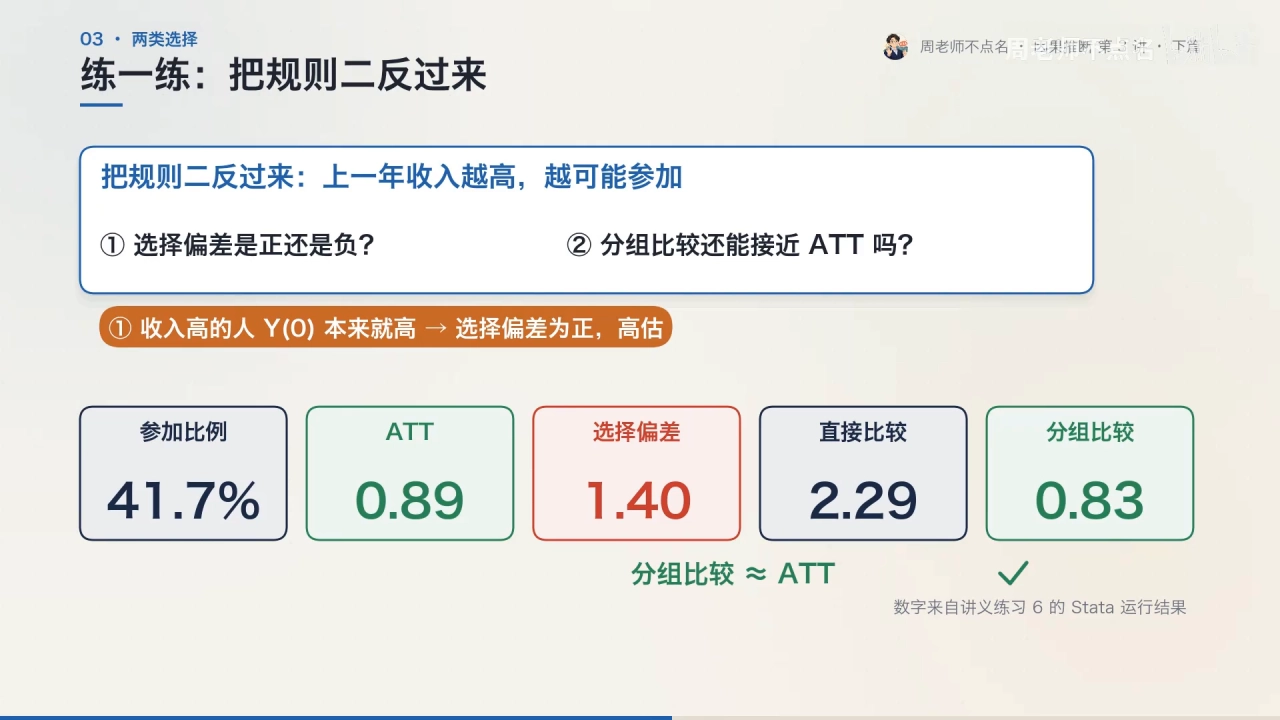 03 · 两类选择
练一练：把规则二反过来
周老师不点名
周老师不点名
把规则二反过来：上一年收入越高，越可能参加
① 选择偏差是正还是负？
② 分组比较还能接近 ATT 吗？
① 收入高的人 Y(0) 本来就高 → 选择偏差为正，高估
参加比例
ATT
选择偏差
直接比较
分组比较
41.7%
0.89
1.40
2.29
0.83
分组比较 ≈ ATT
数字来自讲义练习 6 的 Stata 运行结果